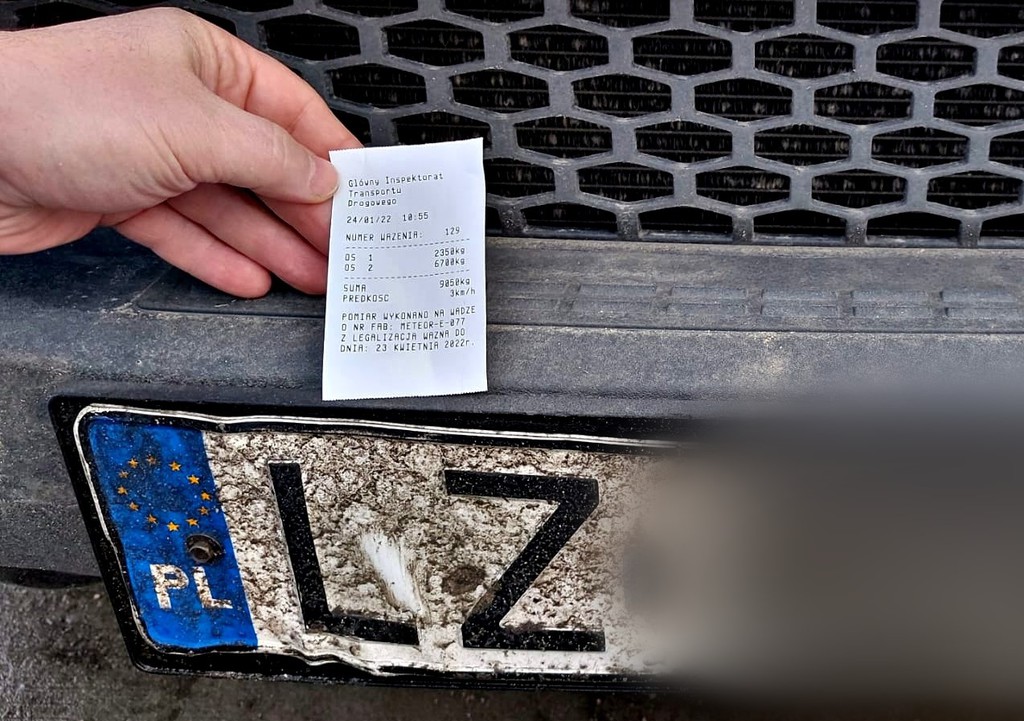 Główny Inspektorat
Transportu
Drogowego
24/01/22 10:55
NUMER WAZENIA: 129
OS 1 2350kg
OS 2 6700kg
SUMA 9050kg
PREDKOSC 3km/h
POMIAR WYKONANO NA WADZE
O NR FAB: METEOR-E-077
Z LEGALIZACJA WAZNA DO
DNIA: 23 KWIETNIA 2022r.
PL LZ